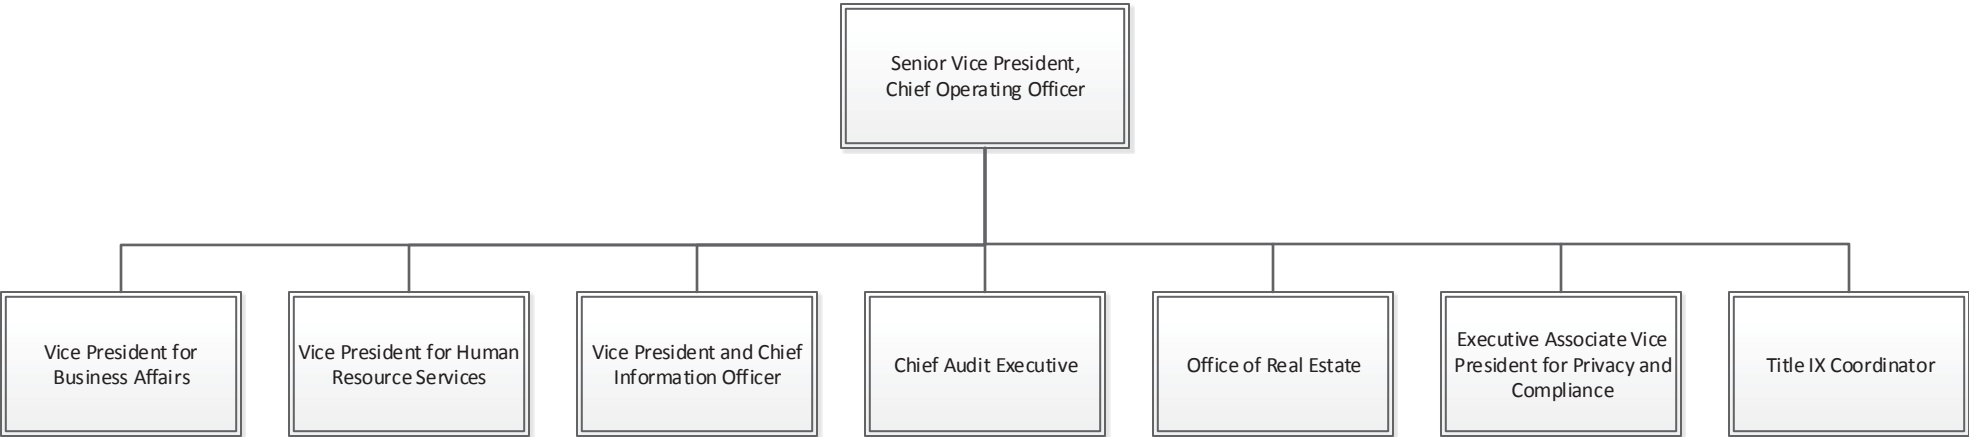 Senior Vice President,
Chief Operating Officer
Vice President for
Business Affairs
Vice President for Human
Resource Services
Vice President and Chief
Information Officer
Chief Audit Executive
Office of Real Estate
Executive Associate Vice
President for Privacy and
Compliance
Title IX Coordinator